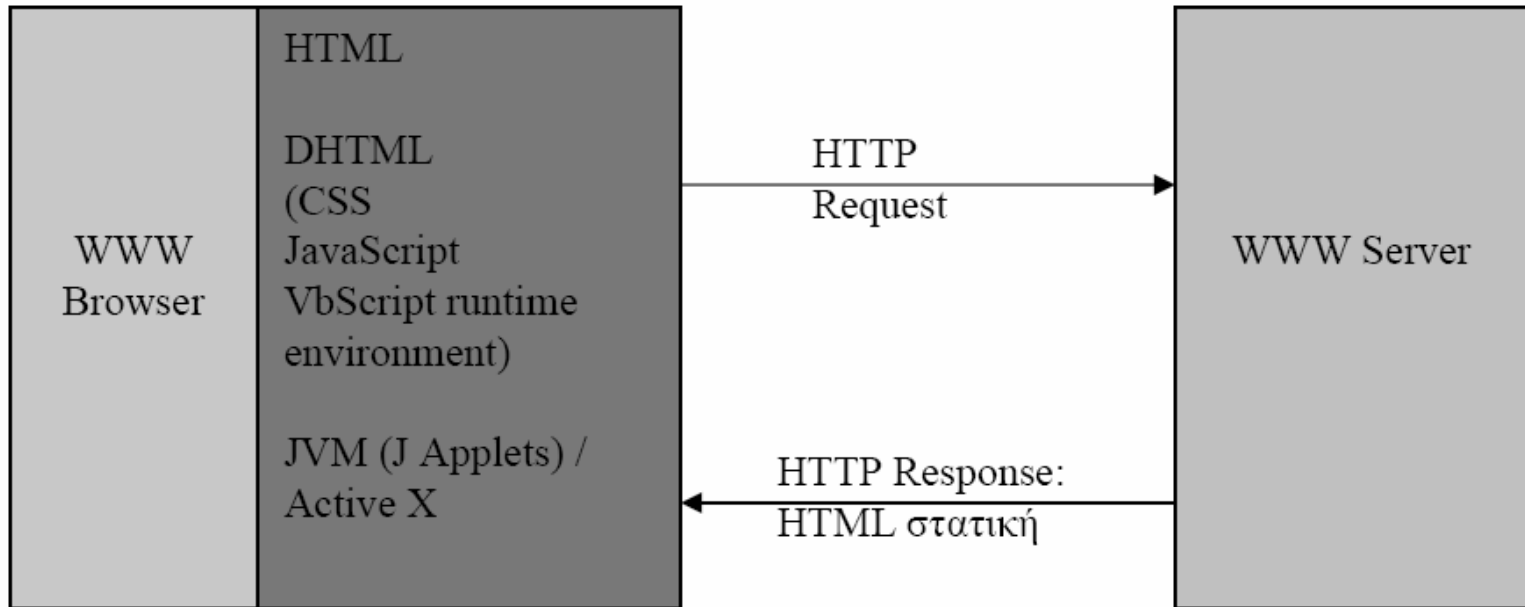 WWW
Browser
HTML
DHTML
(CSS
JavaScript
VbScript runtime
environment)
JVM (J Applets) /
Active X
HTTP
Request
HTTP Response:
HTML στατική
WWW Server